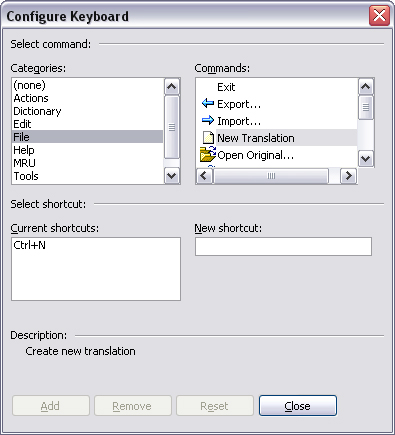 Configure Keyboard
Select command:
Categories:
Commands:
(none)
Actions
Dictionary
Edit
File
Help
MRU
Tools
Exit
Export...
Import...
New Translation
Open Original...
Select shortcut:
Current shortcuts:
New shortcut:
Ctrl+N
Description:
Create new translation
Add
Remove
Reset
Close